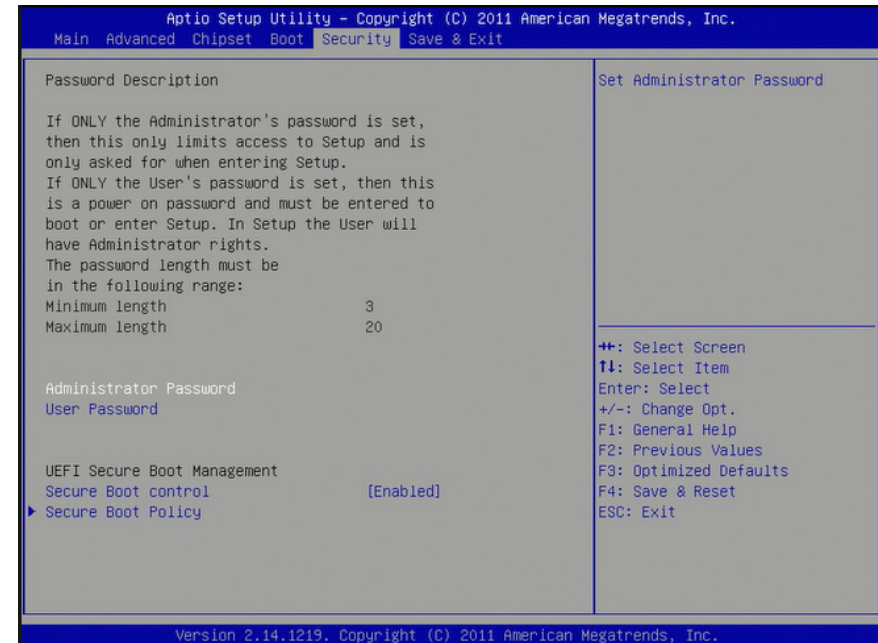 Aptio Setup Utility – Copyright (C) 2011 American Megatrends, Inc.
Main Advanced Chipset Boot Security Save & Exit
Password Description
If ONLY the Administrator's password is set,
then this only limits access to Setup and is
only asked for when entering Setup.
If ONLY the User's password is set, then this
is a power on password and must be entered to
boot or enter Setup. In Setup the User will
have Administrator rights.
The password length must be
in the following range:
Minimum length 3
Maximum length 20
Administrator Password
User Password
UEFI Secure Boot Management
Secure Boot control [Enabled]
Secure Boot Policy
Set Administrator Password
→←: Select Screen
↑↓: Select Item
Enter: Select
+/-: Change Opt.
F1: General Help
F2: Previous Values
F3: Optimized Defaults
F4: Save & Reset
ESC: Exit
Version 2.14.1219. Copyright (C) 2011 American Megatrends, Inc.